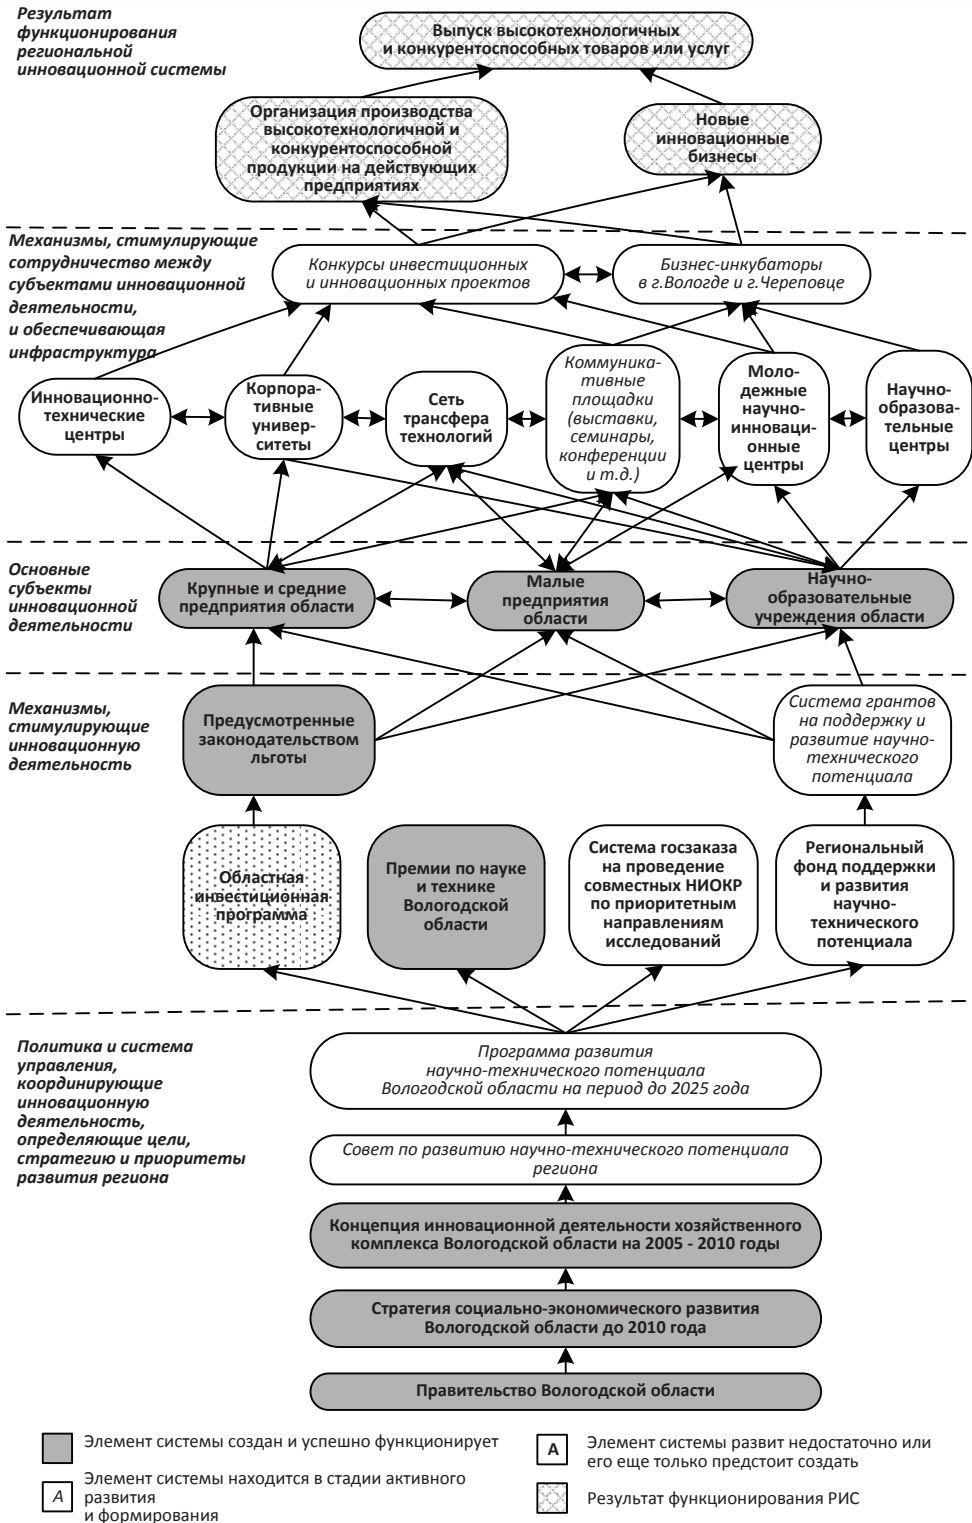 Результат
функционирования
региональной
инновационной системы
Выпуск высокотехнологичных
и конкурентоспособных товаров или услуг
Организация производства
высокотехнологичной и
конкурентоспособной
продукции на действующих
предприятиях
Новые
инновационные
бизнесы
Механизмы, стимулирующие
сотрудничество между
субъектами инновационной
деятельности,
и обеспечивающая
инфраструктура
Конкурсы инвестиционных
и инновационных проектов
Бизнес-инкубаторы
в г.Вологде и г.Череповце
Инновационно-
технические
центры
Корпора-
тивные
универ-
ситеты
Сеть
трансфера
технологий
Коммуника-
тивные
площадки
(выставки,
семинары,
конференции
и т.д.)
Моло-
дежные
научно-
инноваци-
онные
центры
Научно-
образова-
тельные
центры
Основные
субъекты
инновационной
деятельности
Крупные и средние
предприятия области
Малые
предприятия
области
Научно-
образовательные
учреждения области
Механизмы,
стимулирующие
инновационную
деятельность
Предусмотренные
законодательством
льготы
Система грантов
на поддержку и
развитие научно-
технического
потенциала
Областная
инвестиционная
программа
Премии по науке
и технике
Вологодской
области
Система госзаказа
на проведение
совместных НИОКР
по приоритетным
направлениям
исследований
Региональный
фонд поддержки
и развития
научно-
технического
потенциала
Политика и система
управления,
координирующие
инновационную
деятельность,
определяющие цели,
стратегию и приоритеты
развития региона
Программа развития
научно-технического потенциала
Вологодской области на период до 2025 года
Совет по развитию научно-технического потенциала
региона
Концепция инновационной деятельности хозяйственного
комплекса Вологодской области на 2005 - 2010 годы
Стратегия социально-экономического развития
Вологодской области до 2010 года
Правительство Вологодской области
Элемент системы создан и успешно функционирует
А
Элемент системы находится в стадии активного
развития
и формирования
А
Элемент системы развит недостаточно или
его еще только предстоит создать
Результат функционирования РИС